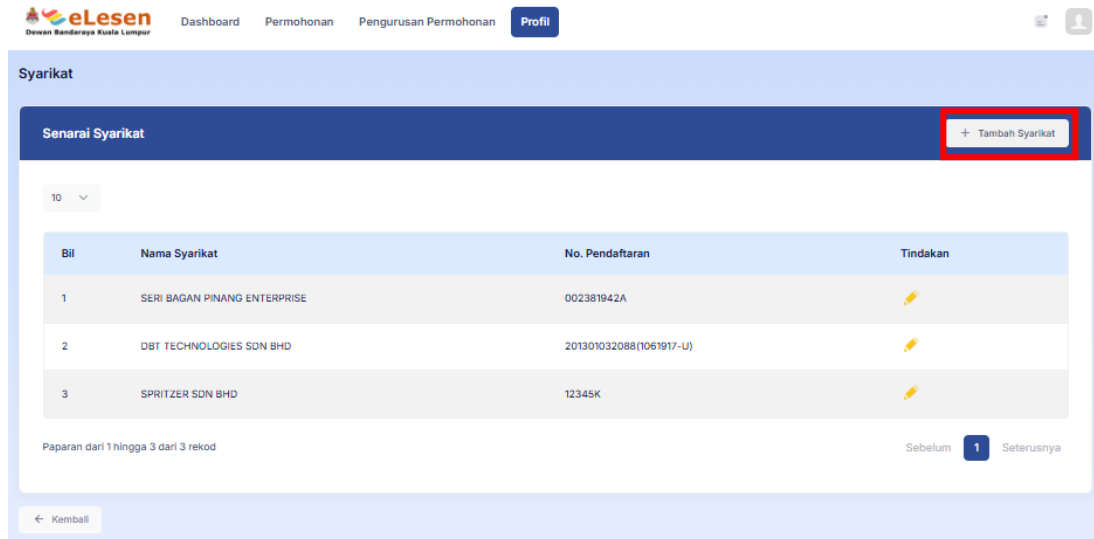 eLesen
Dewan Bandaraya Kuala Lumpur
Dashboard Permohonan Pengurusan Permohonan Profil
Syarikat
Senarai Syarikat + Tambah Syarikat
10
Bil Nama Syarikat No. Pendaftaran Tindakan
1 SERI BAGAN PINANG ENTERPRISE 002381942A
2 DBT TECHNOLOGIES SDN BHD 201301032088(1061917-U)
3 SPRITZER SDN BHD 12345K
Paparan dari 1 hingga 3 dari 3 rekod Sebelum 1 Seterusnya
← Kembali